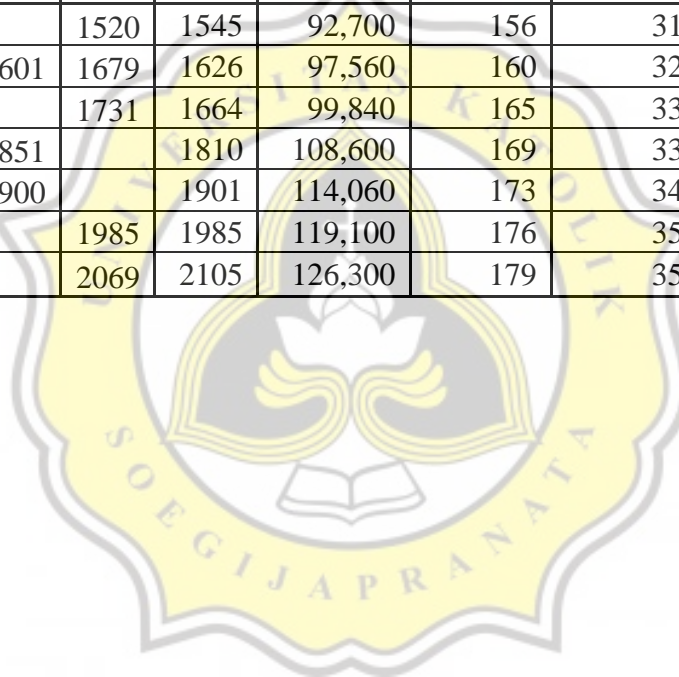 1520 1545 92,700 156 31
601 1679 1626 97,560 160 32
1731 1664 99,840 165 33
851 1810 108,600 169 33
900 1901 114,060 173 34
1985 1985 119,100 176 35
2069 2105 126,300 179 35
UNIVERSITAS KATOLIK
SOEGIJAPRANATA